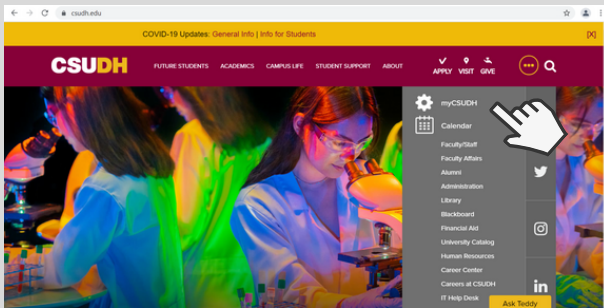 csudh.edu
COVID-19 Updates: General Info | Info for Students [X]
CSUDH FUTURE STUDENTS ACADEMICS CAMPUS LIFE STUDENT SUPPORT ABOUT APPLY VISIT GIVE
myCSUDH
Calendar
Faculty/Staff
Faculty Affairs
Alumni
Administration
Library
Blackboard
Financial Aid
University Catalog
Human Resources
Career Center
Careers at CSUDH
in
IT Help Desk
Ask Teddy